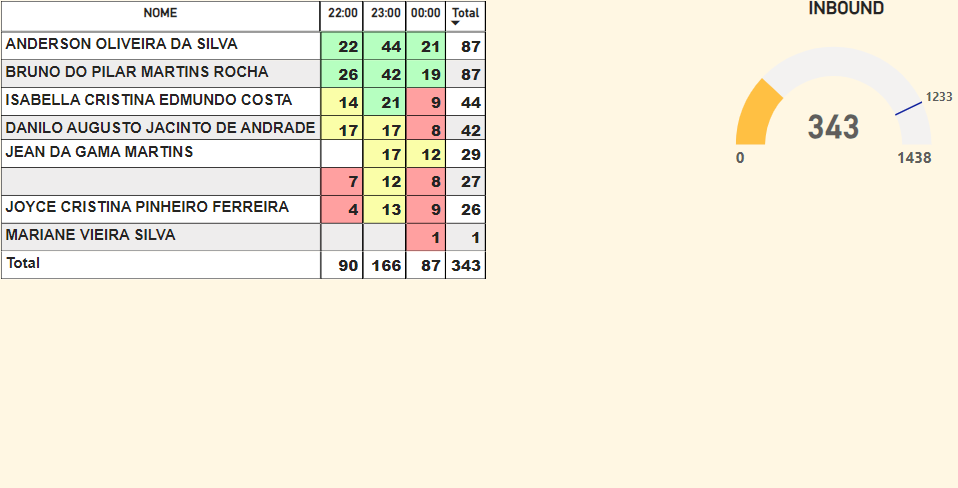 NOME 22:00 23:00 00:00 Total
ANDERSON OLIVEIRA DA SILVA 22 44 21 87
BRUNO DO PILAR MARTINS ROCHA 26 42 19 87
ISABELLA CRISTINA EDMUNDO COSTA 14 21 9 44
DANILO AUGUSTO JACINTO DE ANDRADE 17 17 8 42
JEAN DA GAMA MARTINS 17 12 29
7 12 8 27
JOYCE CRISTINA PINHEIRO FERREIRA 4 13 9 26
MARIANE VIEIRA SILVA 1 1
Total 90 166 87 343
INBOUND
1233
343
0 1438